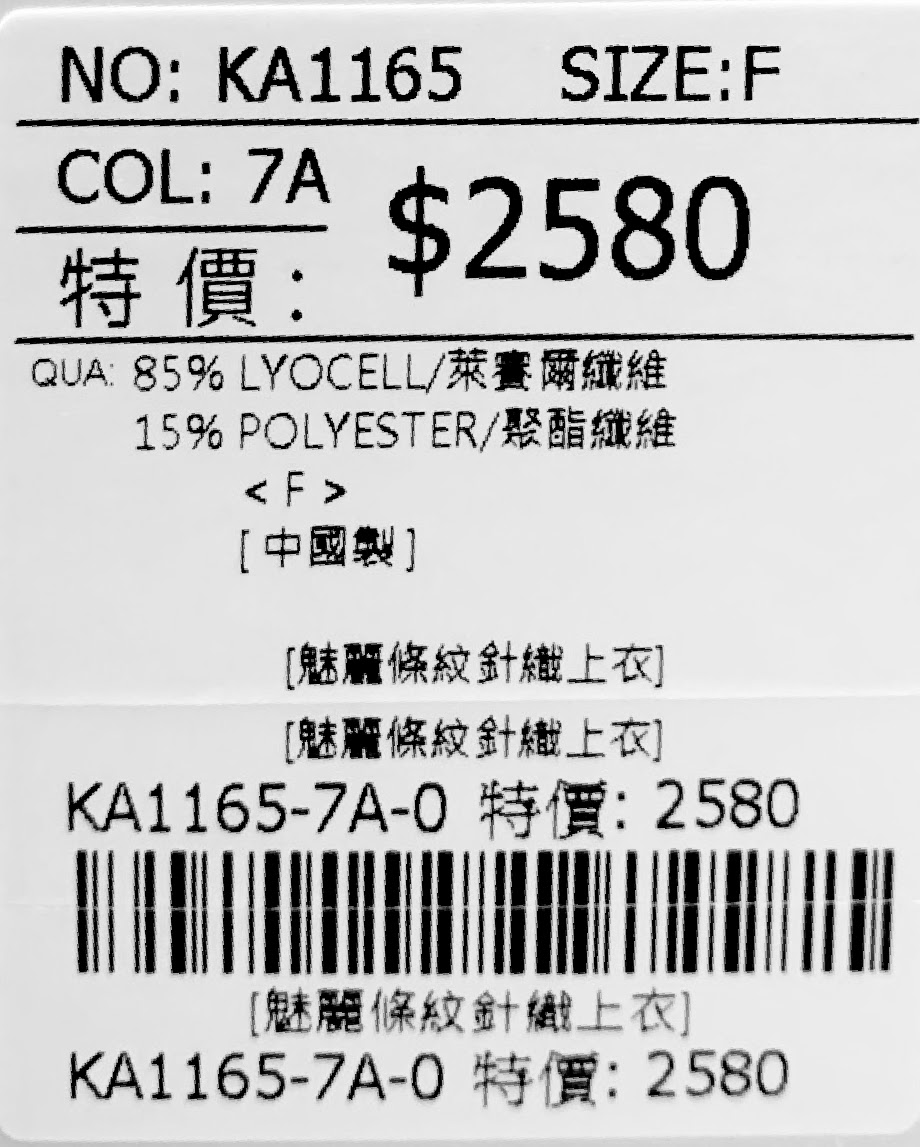 NO: KA1165 SIZE:F
COL: 7A
$2580
特價:
QUA: 85% LYOCELL/萊賽爾纖維
15% POLYESTER/聚酯纖維
< F >
[中國製]
[魅麗條紋針織上衣]
[魅麗條紋針織上衣]
KA1165-7A-0 特價: 2580
[魅麗條紋針織上衣]
KA1165-7A-0 特價: 2580